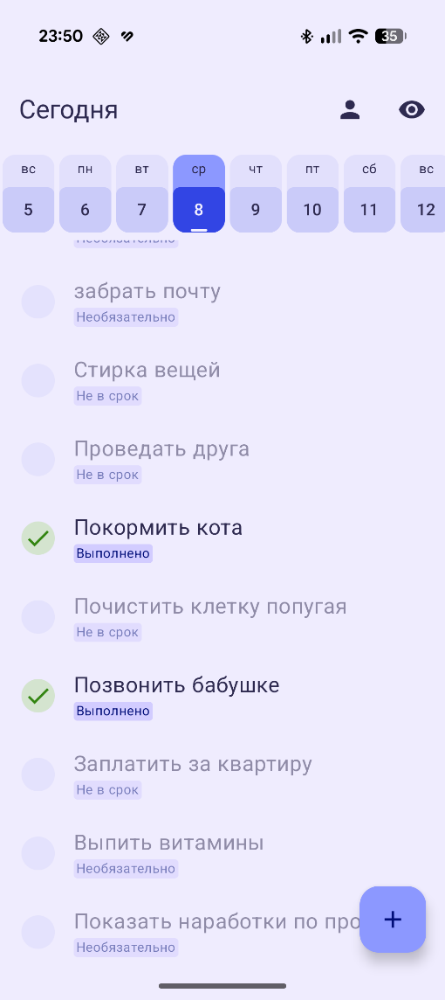 23:50
35
Сегодня
вс пн вт ср чт пт сб вс
5 6 7 8 9 10 11 12
Необязательно
забрать почту
Необязательно
Стирка вещей
Не в срок
Проведать друга
Не в срок
Покормить кота
Выполнено
Почистить клетку попугая
Не в срок
Позвонить бабушке
Выполнено
Заплатить за квартиру
Не в срок
Выпить витамины
Необязательно
Показать наработки по про
Необязательно